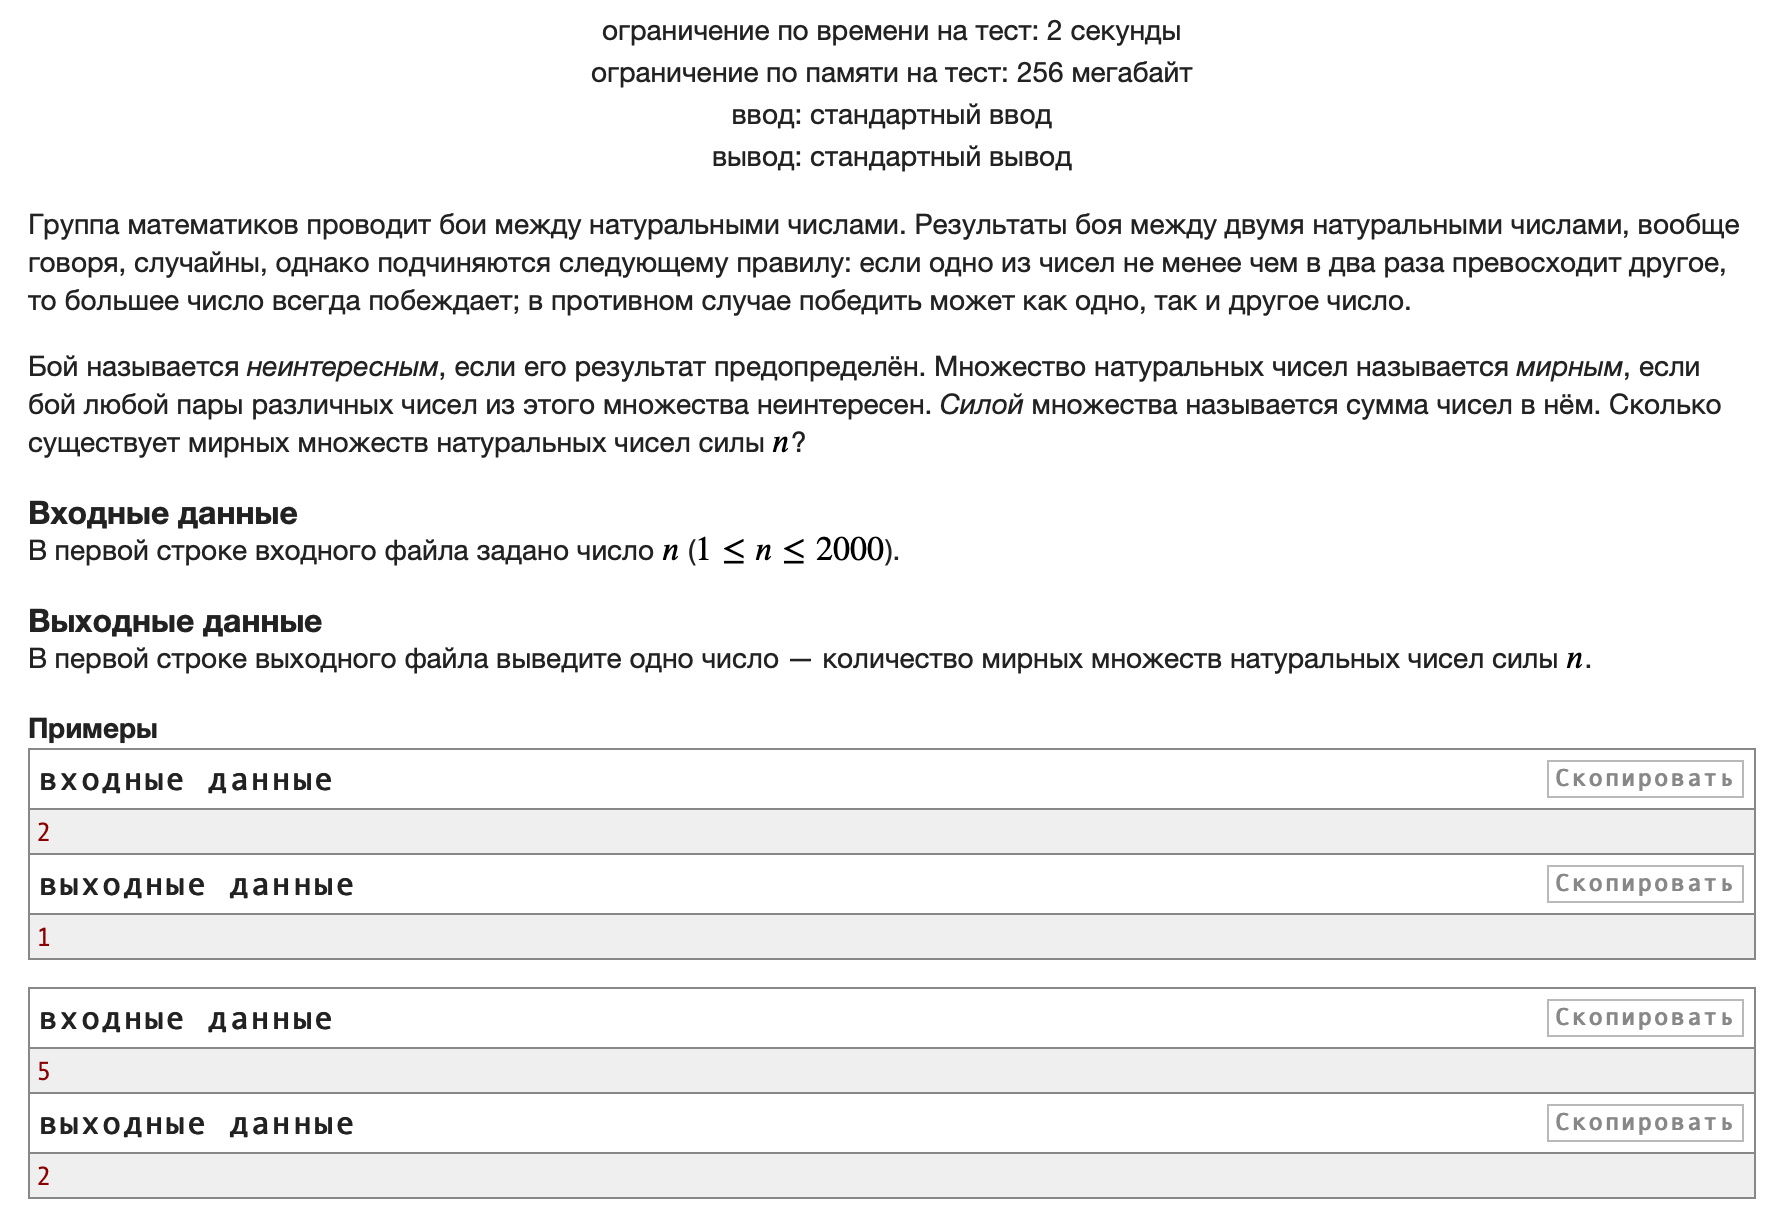 ограничение по времени на тест: 2 секунды
ограничение по памяти на тест: 256 мегабайт
ввод: стандартный ввод
вывод: стандартный вывод
Группа математиков проводит бои между натуральными числами. Результаты боя между двумя натуральными числами, вообще
говоря, случайны, однако подчиняются следующему правилу: если одно из чисел не менее чем в два раза превосходит другое,
то большее число всегда побеждает; в противном случае победить может как одно, так и другое число.
Бой называется неинтересным, если его результат предопределён. Множество натуральных чисел называется мирным, если
бой любой пары различных чисел из этого множества неинтересен. Силой множества называется сумма чисел в нём. Сколько
существует мирных множеств натуральных чисел силы n?
Входные данные
В первой строке входного файла задано число n (1 ≤ n ≤ 2000).
Выходные данные
В первой строке выходного файла выведите одно число — количество мирных множеств натуральных чисел силы n.
Примеры
входные данные Скопировать
2
выходные данные Скопировать
1
входные данные Скопировать
5
выходные данные Скопировать
2